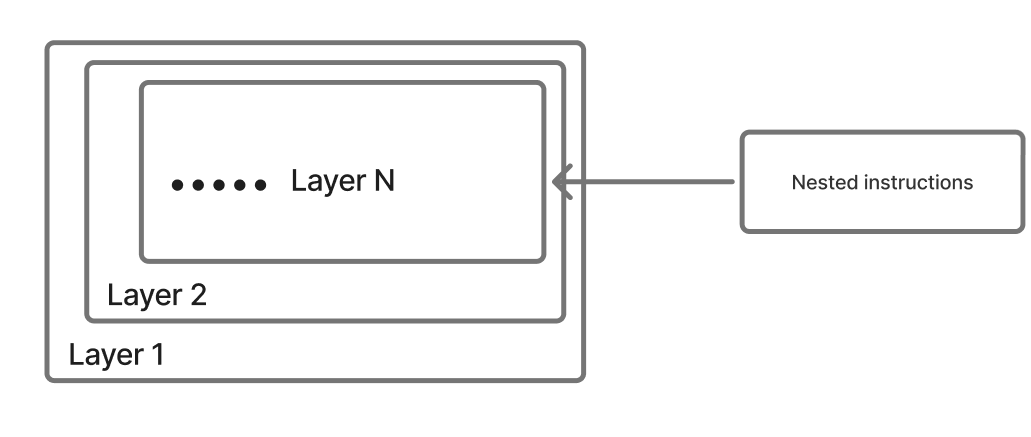 ..... Layer N
Nested instructions
Layer 2
Layer 1